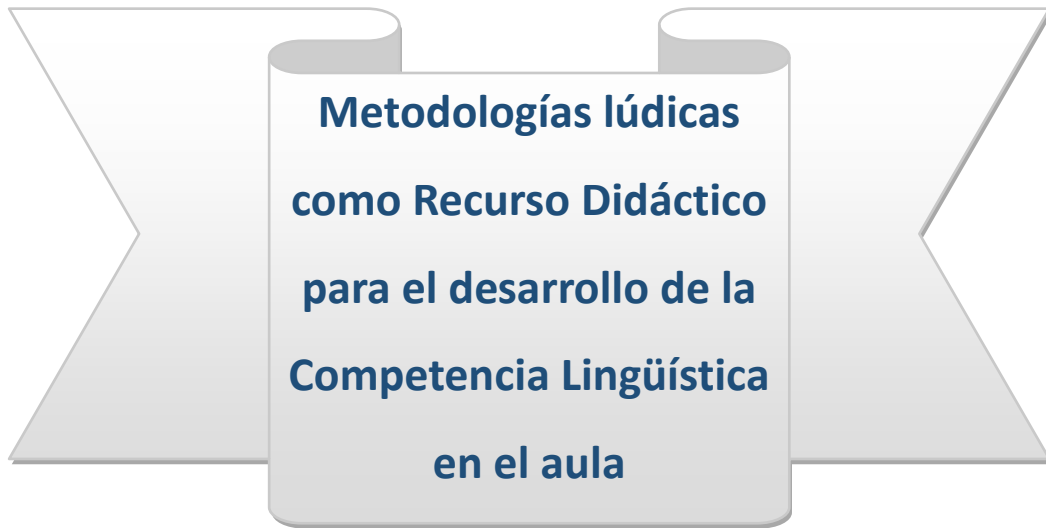 Metodologías lúdicas
como Recurso Didáctico
para el desarrollo de la
Competencia Lingüística
en el aula